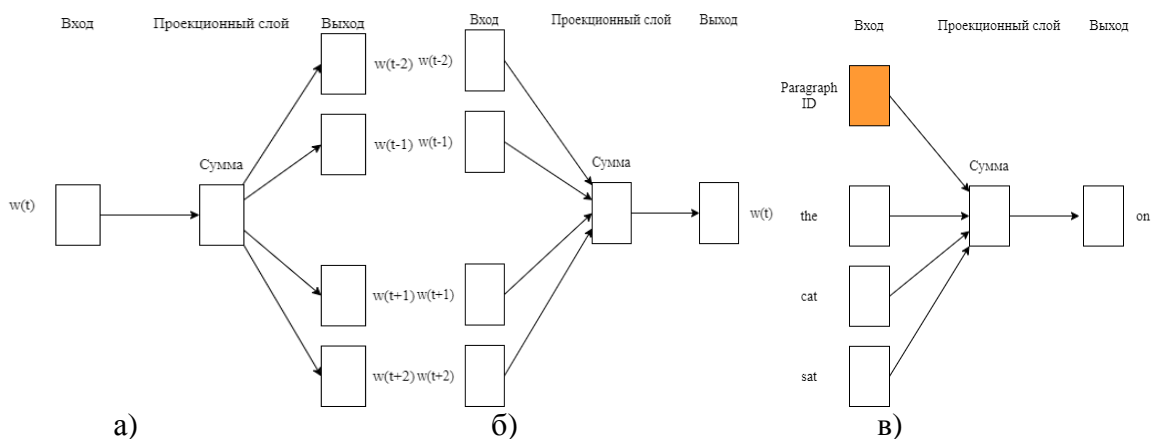 Вход Проекционный слой Выход
w(t-2)
w(t-1)
Сумма
w(t)
w(t+1)
w(t+2)
а)
Вход Проекционный слой Выход
w(t-2)
w(t-1)
Сумма
w(t)
w(t+1)
w(t+2)
б)
Вход Проекционный слой Выход
Paragraph
ID
Сумма
the
on
cat
sat
в)